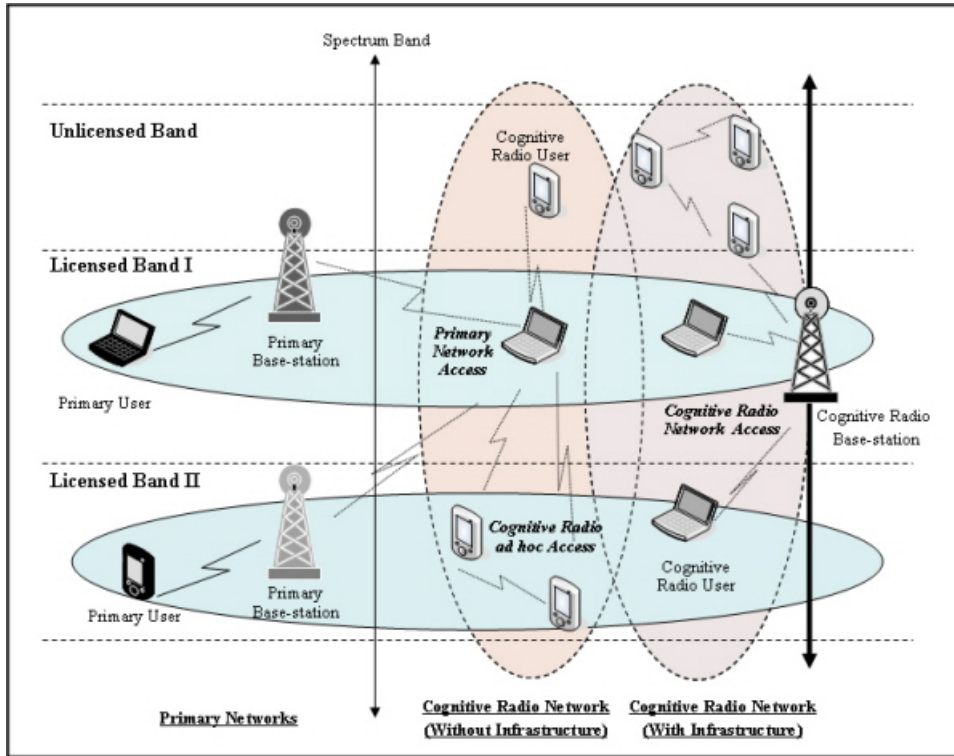 Spectrum Band
Unlicensed Band
Cognitive
Radio User
Licensed Band I
Primary
Base-station
Primary User
Primary
Network
Access
Cognitive Radio
Network Access
Cognitive Radio
Base-station
Licensed Band II
Primary
Base-station
Primary User
Cognitive Radio
ad hoc Access
Cognitive
Radio User
Primary Networks
Cognitive Radio Network
(Without Infrastructure)
Cognitive Radio Network
(With Infrastructure)